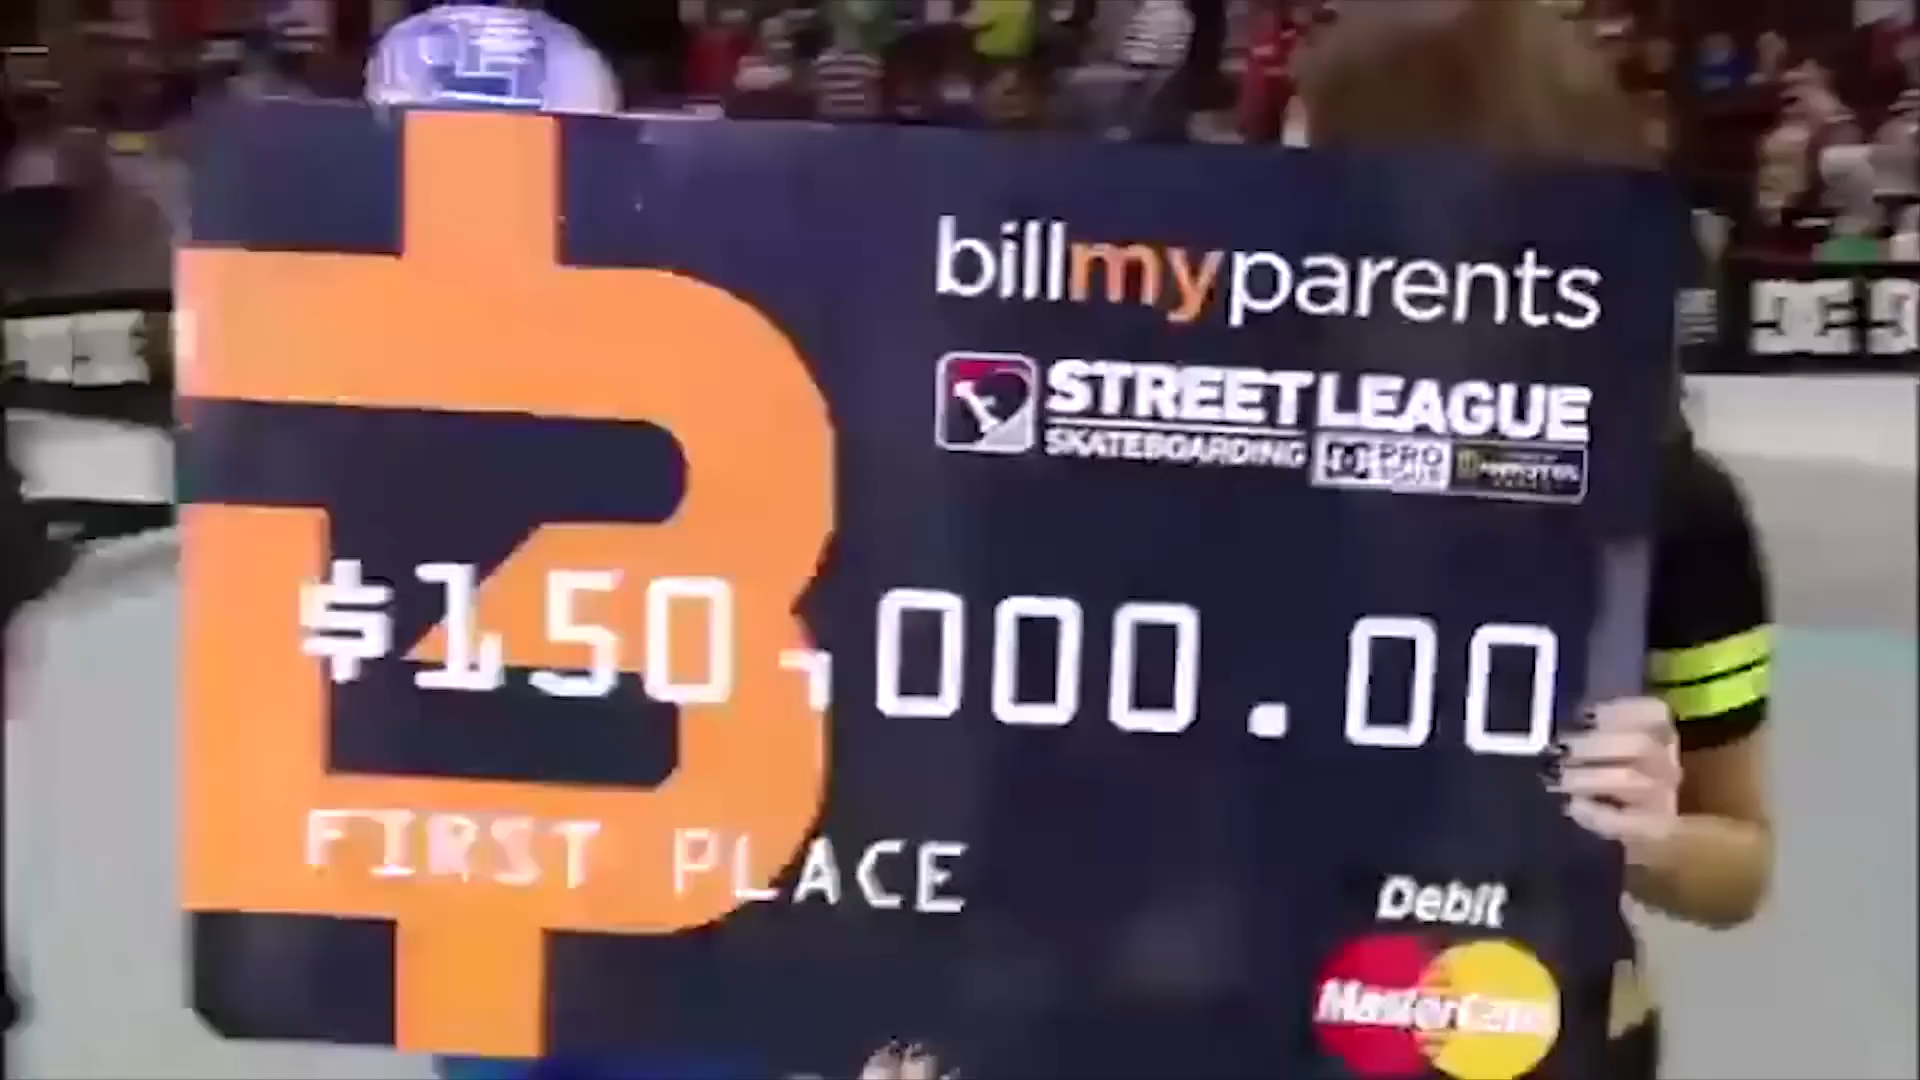 billmyparents
STREET LEAGUE
SKATEBOARDING
PRO
$150,000.00
FIRST PLACE
Debit
MasterCard